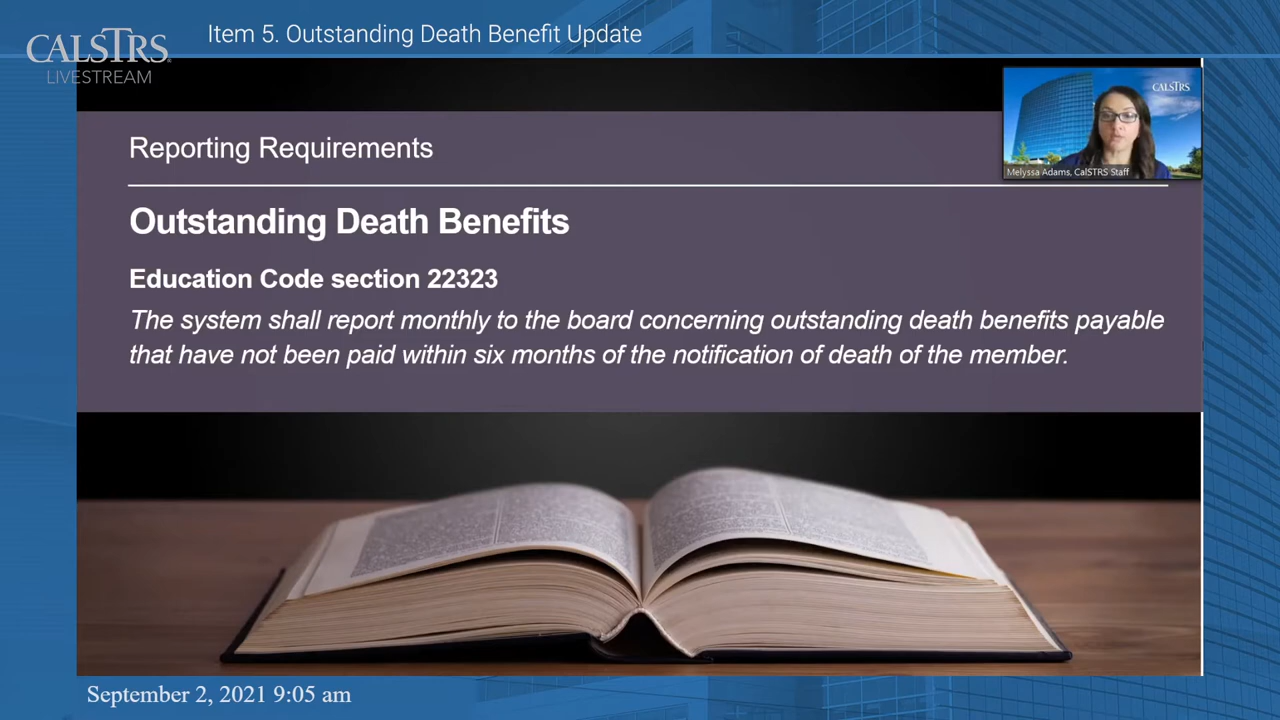 Item 5. Outstanding Death Benefit Update
CALSTRS
LIVESTREAM
CALSTRS
Melyssa Adams, CalSTRS Staff
Reporting Requirements
Outstanding Death Benefits
Education Code section 22323
The system shall report monthly to the board concerning outstanding death benefits payable
that have not been paid within six months of the notification of death of the member.
September 2, 2021 9:05 am